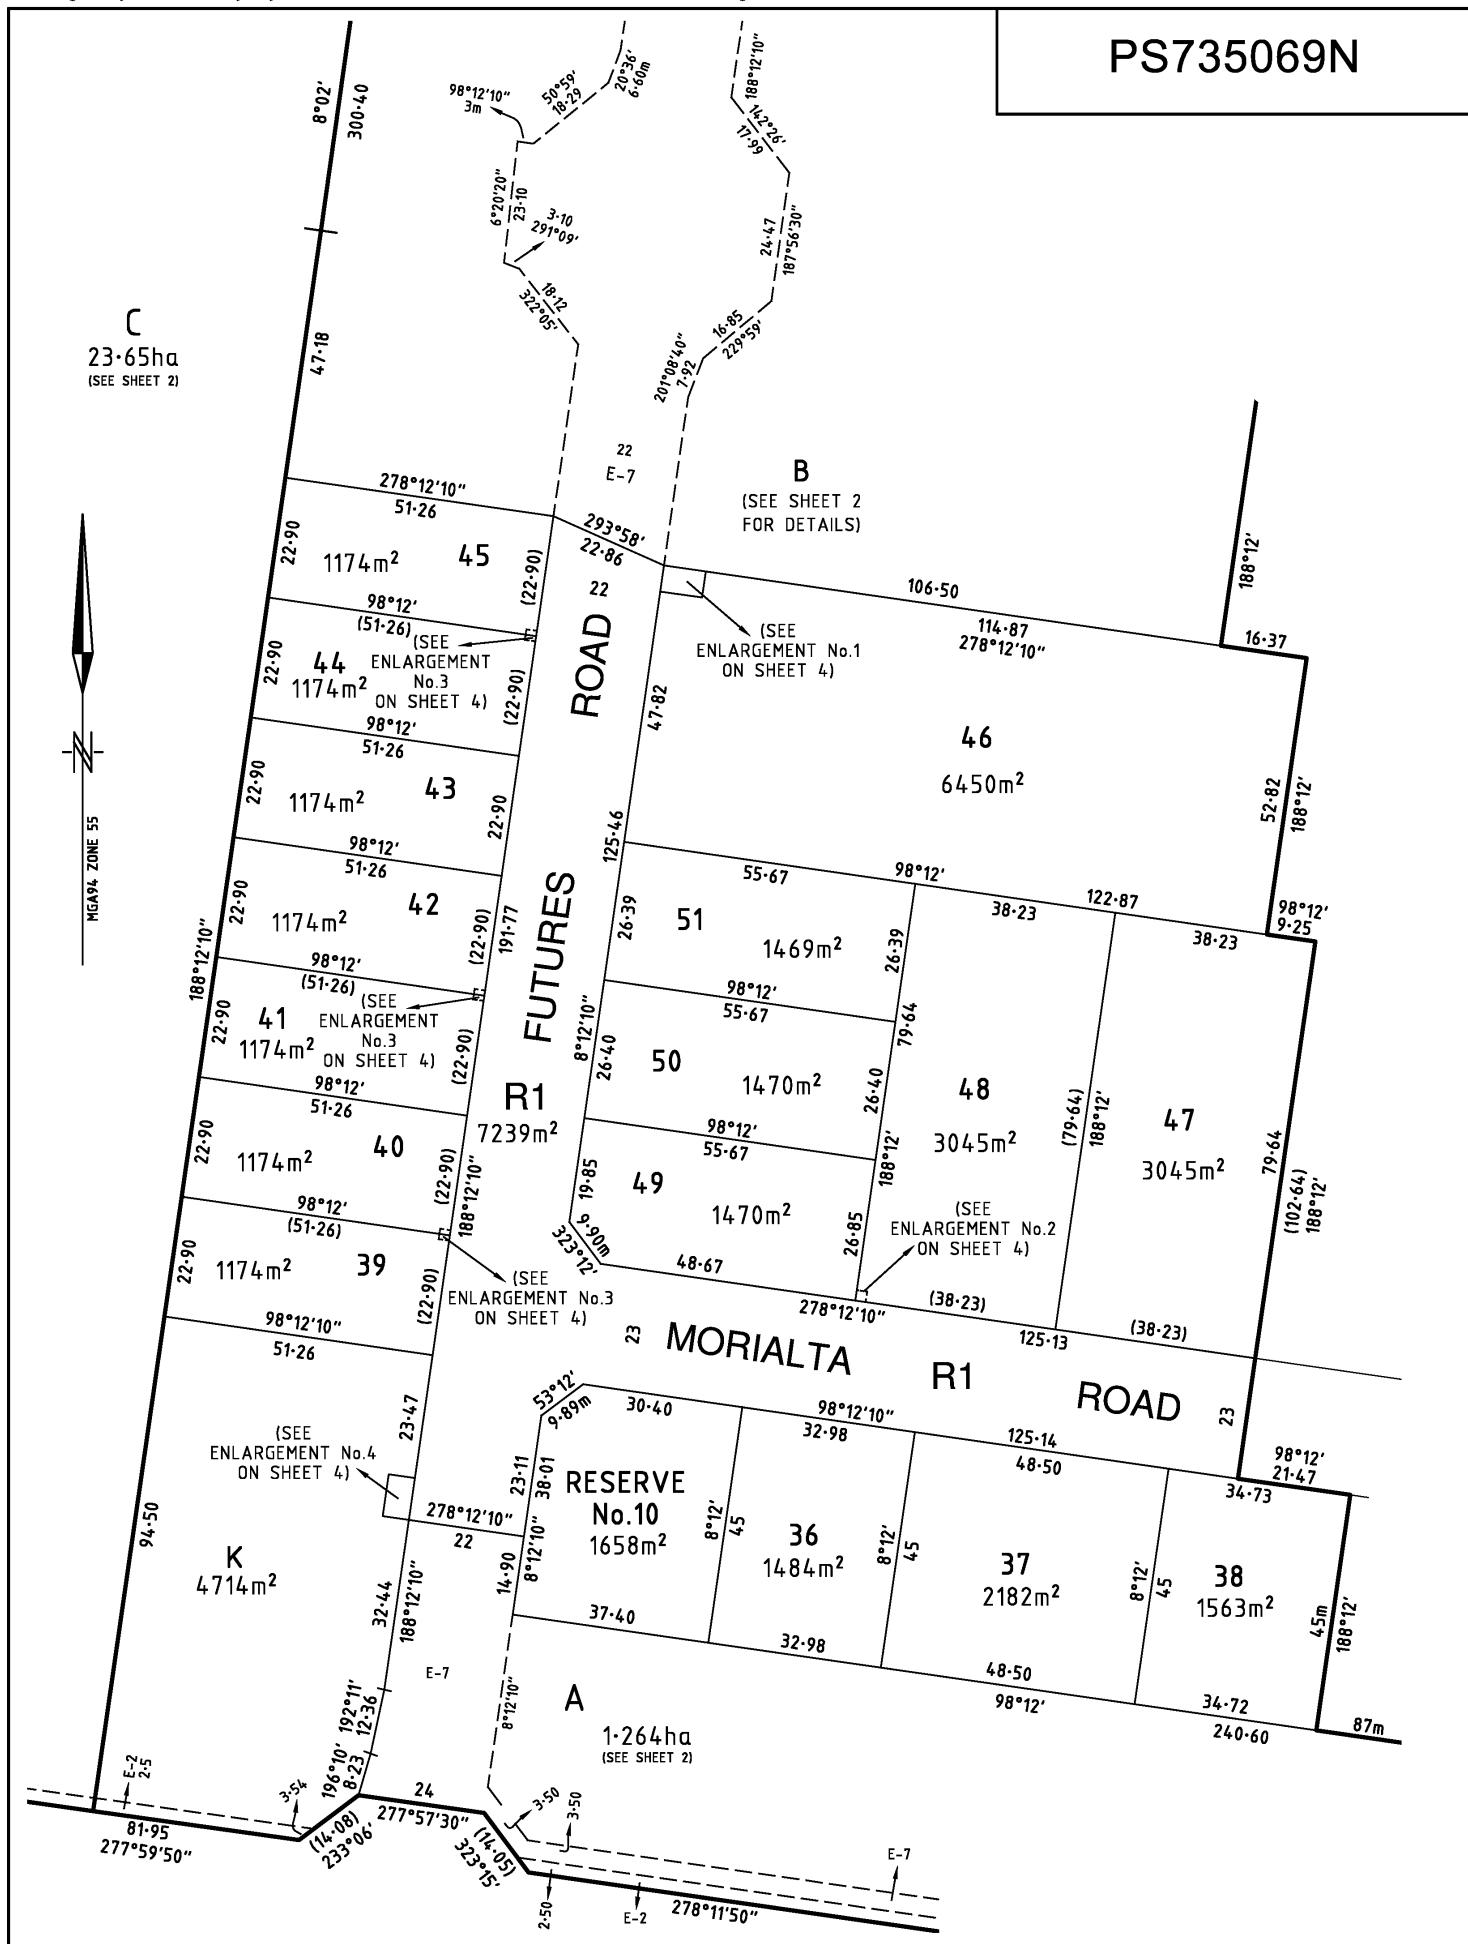 PS735069N
8°02'
300·40
98°12'10"
3m
50°59'
18·29
20°36'
6·60m
188°12'10"
142°26'
17·99
6°20'20"
23·10
3·10
291°09'
18·12
322°05'
24·47
187°56'30"
16·85
229°59'
201°08'40"
7·92
C
23·65ha
(SEE SHEET 2)
47·18
22
E-7
B
(SEE SHEET 2
FOR DETAILS)
278°12'10"
51·26
293°58'
22·86
22
22·90
1174m²
45
(22·90)
98°12'
(51·26)
(SEE
ENLARGEMENT
No.3
ON SHEET 4)
22·90
44
1174m²
(22·90)
98°12'
51·26
22·90
1174m²
43
22·90
98°12'
51·26
22·90
1174m²
42
(22·90)
191·77
98°12'
(51·26)
(SEE
ENLARGEMENT
No.3
ON SHEET 4)
188°12'10"
22·90
41
1174m²
(22·90)
98°12'
51·26
22·90
1174m²
40
(22·90)
188°12'10"
98°12'
(51·26)
22·90
1174m²
39
(22·90)
(SEE
ENLARGEMENT No.3
ON SHEET 4)
98°12'10"
51·26
MGA94 ZONE 55
N
ROAD
FUTURES
R1
7239m²
106·50
114·87
278°12'10"
188°12'
16·37
(SEE
ENLARGEMENT No.1
ON SHEET 4)
47·82
46
6450m²
52·82
188°12'
125·46
55·67
98°12'
38·23
122·87
38·23
98°12'
9·25
26·39
51
1469m²
26·39
98°12'
55·67
79·64
8°12'10"
26·40
50
1470m²
26·40
98°12'
55·67
188°12'
48
3045m²
(79·64)
188°12'
47
3045m²
79·64
(102·64)
188°12'
19·85
49
1470m²
26·85
(SEE
ENLARGEMENT No.2
ON SHEET 4)
9·90m
323°12'
48·67
278°12'10"
(38·23)
125·13
(38·23)
23
MORIALTA
R1
ROAD
23
53°12'
9·89m
30·40
98°12'10"
32·98
125·14
48·50
98°12'
21·47
34·73
23·47
(SEE
ENLARGEMENT No.4
ON SHEET 4)
23·11
38·01
RESERVE
No.10
1658m²
8°12'
45
36
1484m²
8°12'
45
37
2182m²
8°12'
45
38
1563m²
45m
188°12'
278°12'10"
22
94·50
K
4714m²
14·90
8°12'10"
32·44
188°12'10"
37·40
32·98
48·50
98°12'
34·72
240·60
87m
E-7
8°12'10"
A
1·264ha
(SEE SHEET 2)
192°11'
12·36
196°10'
8·23
E-2
2·5
3·54
81·95
277°59'50"
(14·08)
233°06'
24
277°57'30"
(14·05)
323°15'
3·50
3·50
2·50
E-2
278°11'50"
E-7